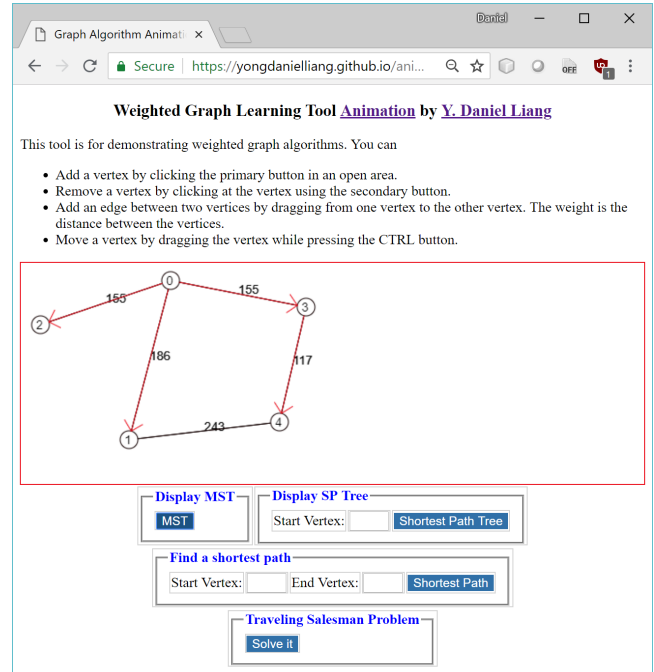 Daniel
Graph Algorithm Animati
Secure https://yongdanielliang.github.io/ani...
OFF
1
Weighted Graph Learning Tool Animation by Y. Daniel Liang
This tool is for demonstrating weighted graph algorithms. You can
• Add a vertex by clicking the primary button in an open area.
• Remove a vertex by clicking at the vertex using the secondary button.
• Add an edge between two vertices by dragging from one vertex to the other vertex. The weight is the
distance between the vertices.
• Move a vertex by dragging the vertex while pressing the CTRL button.
0
155
155
3
2
186
117
4
243
1
Display MST
MST
Display SP Tree
Start Vertex: Shortest Path Tree
Find a shortest path
Start Vertex: End Vertex: Shortest Path
Traveling Salesman Problem
Solve it